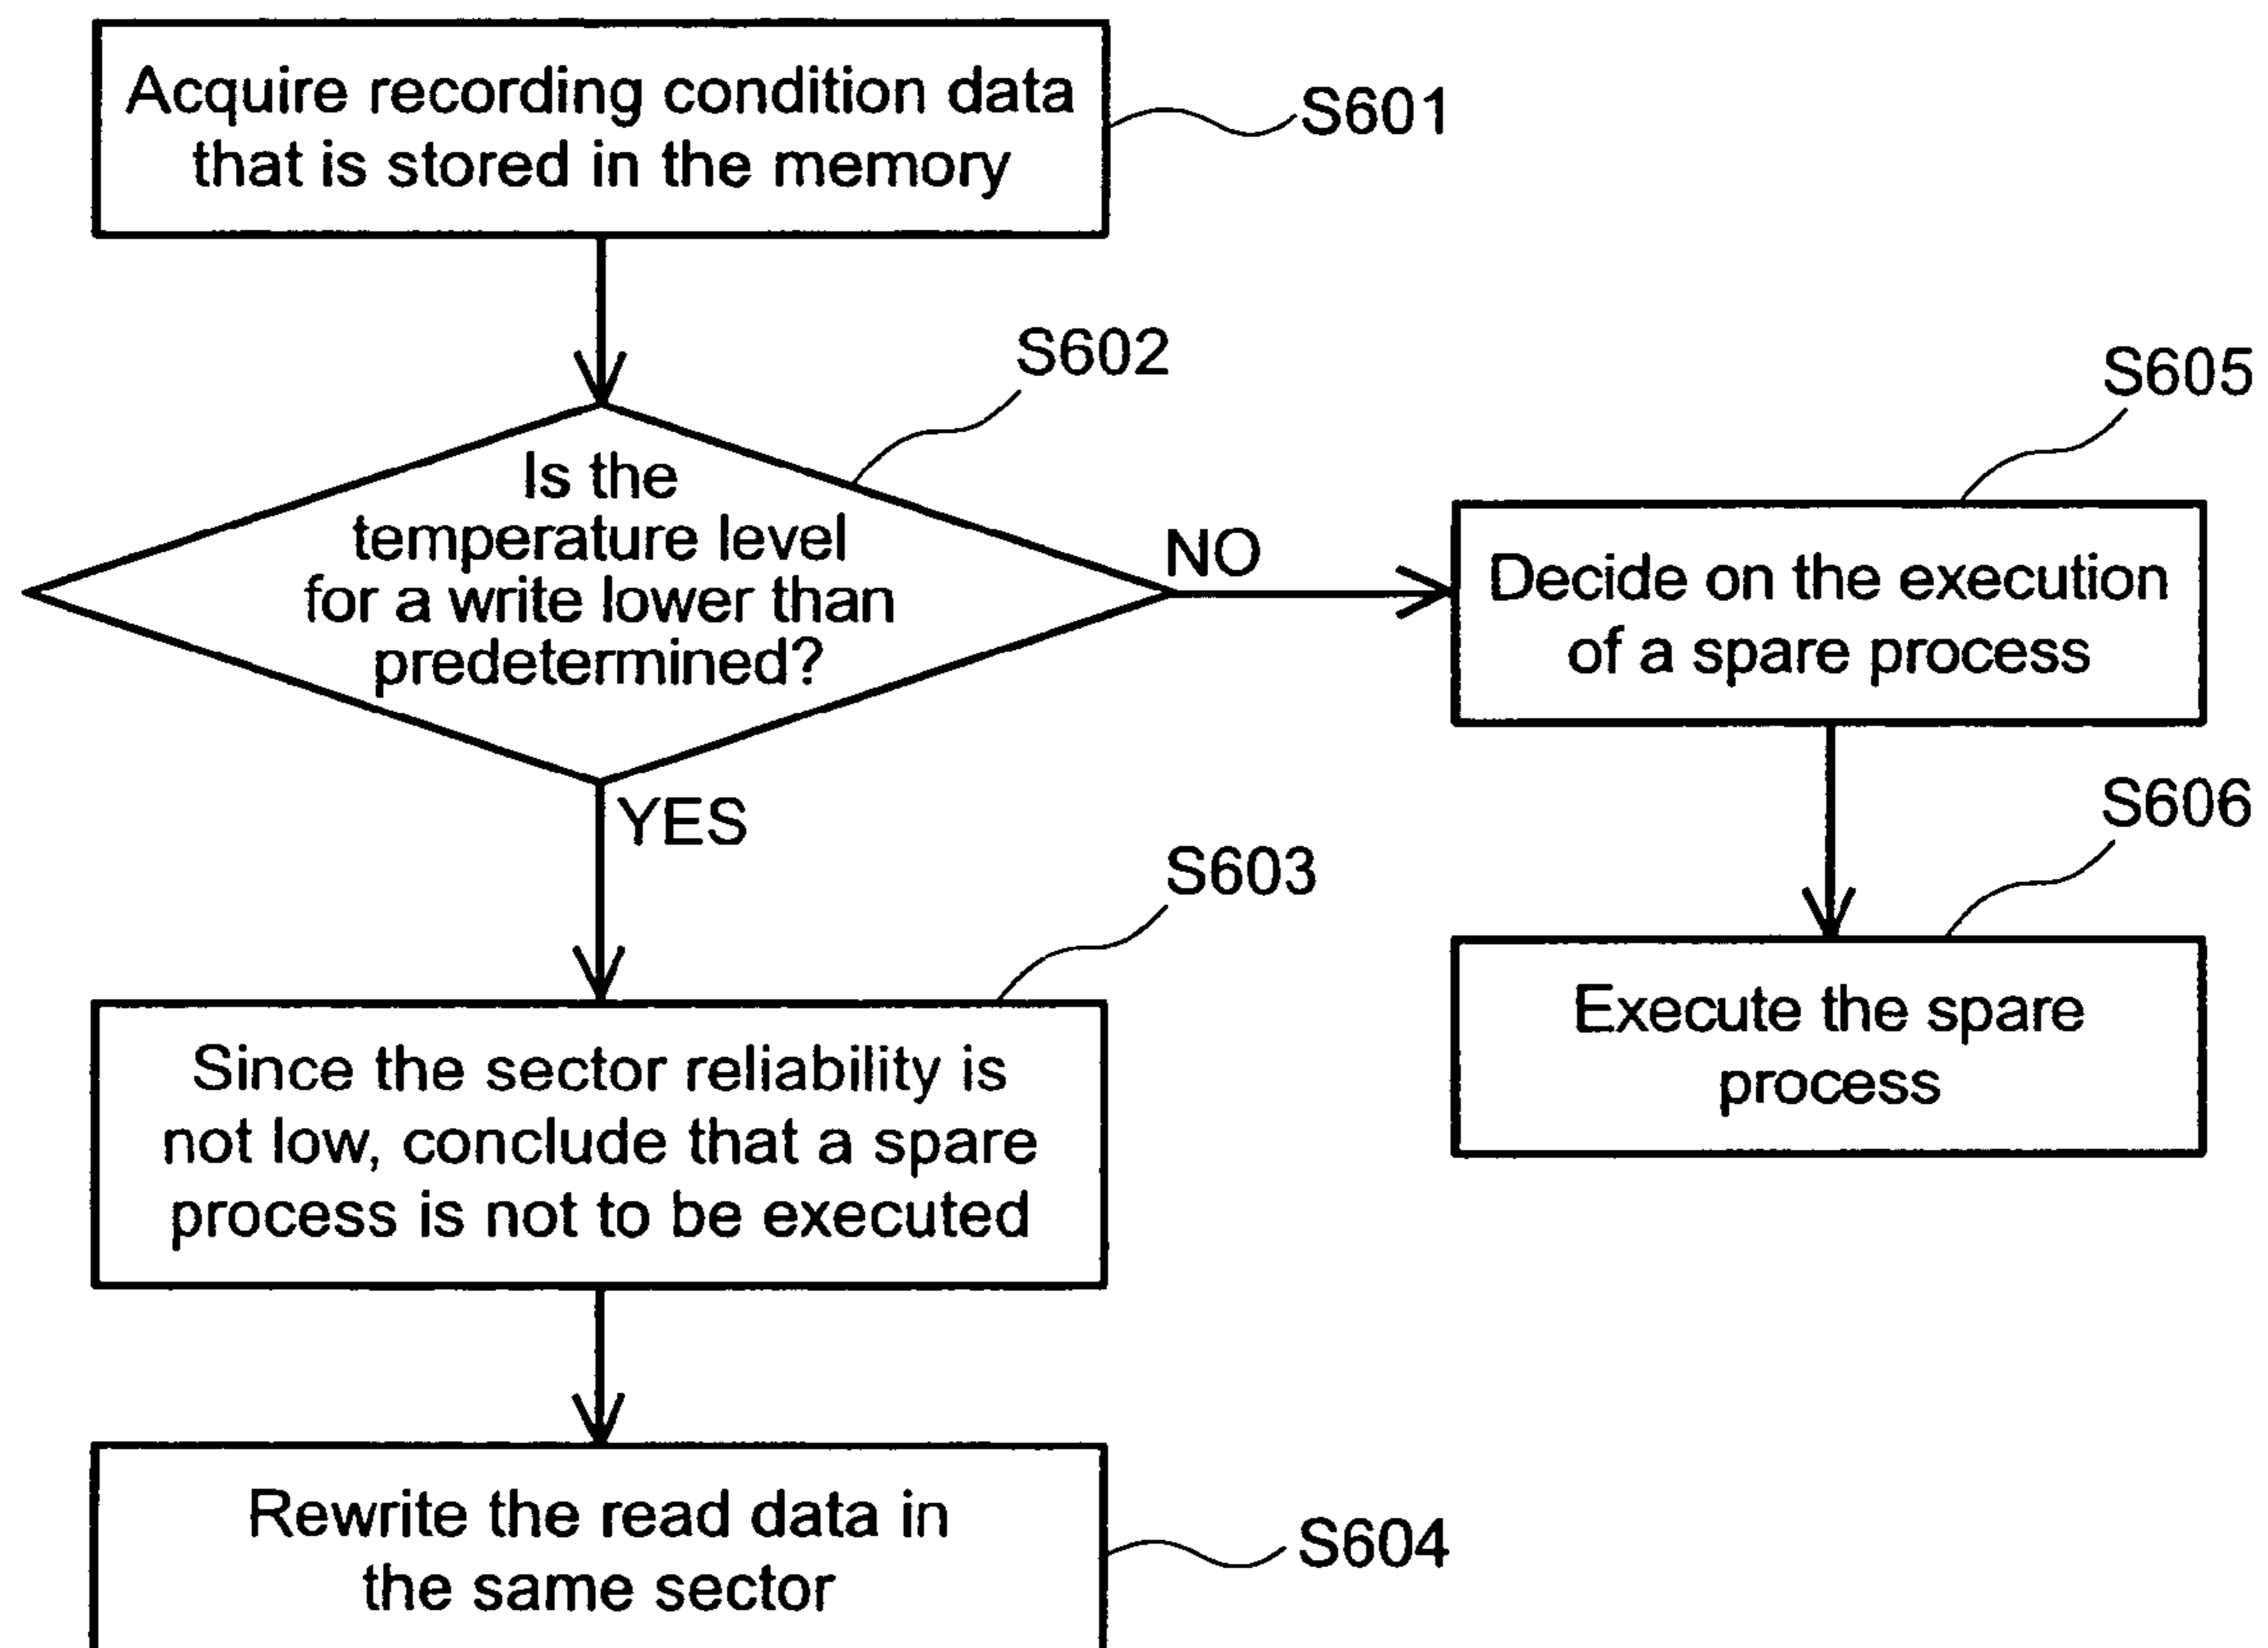 Acquire recording condition data
that is stored in the memory
S601
S602
Is the
temperature level
for a write lower than
predetermined?
NO
YES
S605
Decide on the execution
of a spare process
S606
Execute the spare
process
S603
Since the sector reliability is
not low, conclude that a spare
process is not to be executed
Rewrite the read data in
the same sector
S604